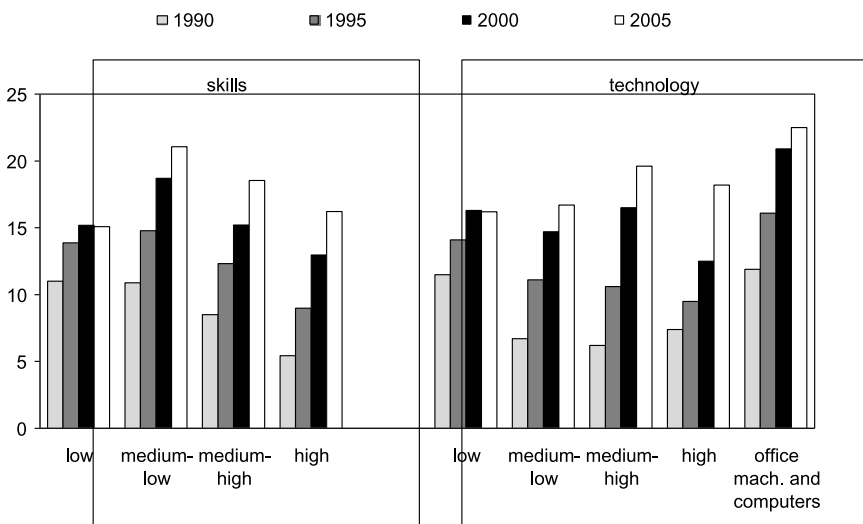 1990 1995 2000 2005
skills technology
25
20
15
10
5
0
low medium- medium- high low medium- medium- high office
low high low high mach. and
computers